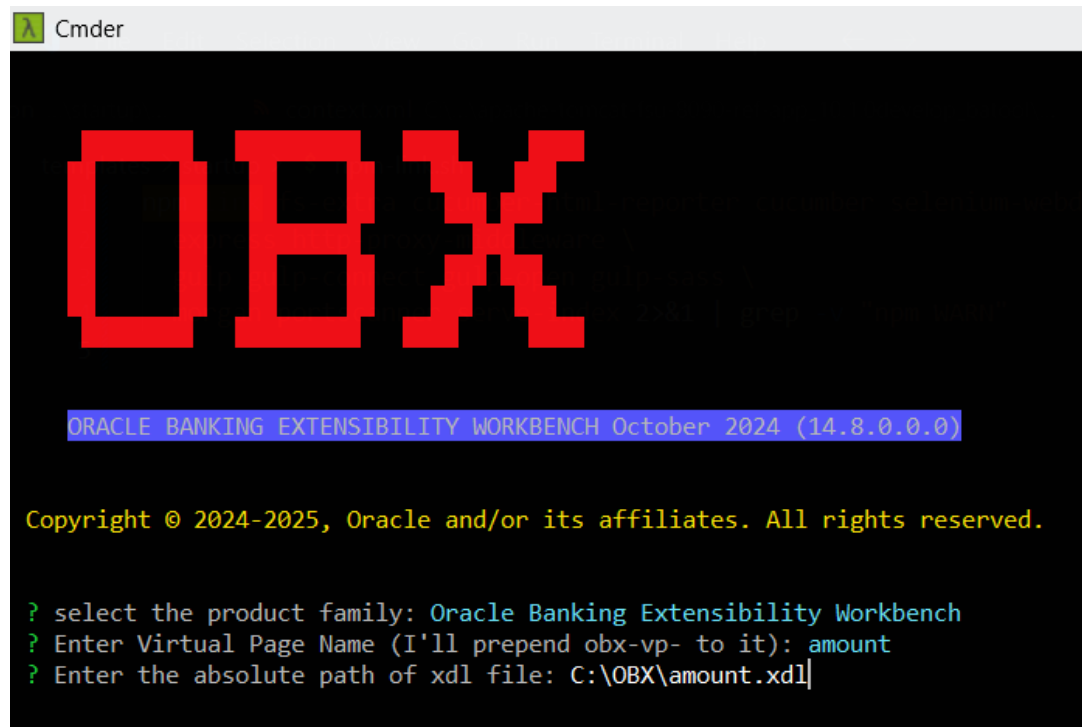 λ Cmder
OBX
ORACLE BANKING EXTENSIBILITY WORKBENCH October 2024 (14.8.0.0.0)
Copyright © 2024-2025, Oracle and/or its affiliates. All rights reserved.
? select the product family: Oracle Banking Extensibility Workbench
? Enter Virtual Page Name (I'll prepend obx-vp- to it): amount
? Enter the absolute path of xdl file: C:\OBX\amount.xdl